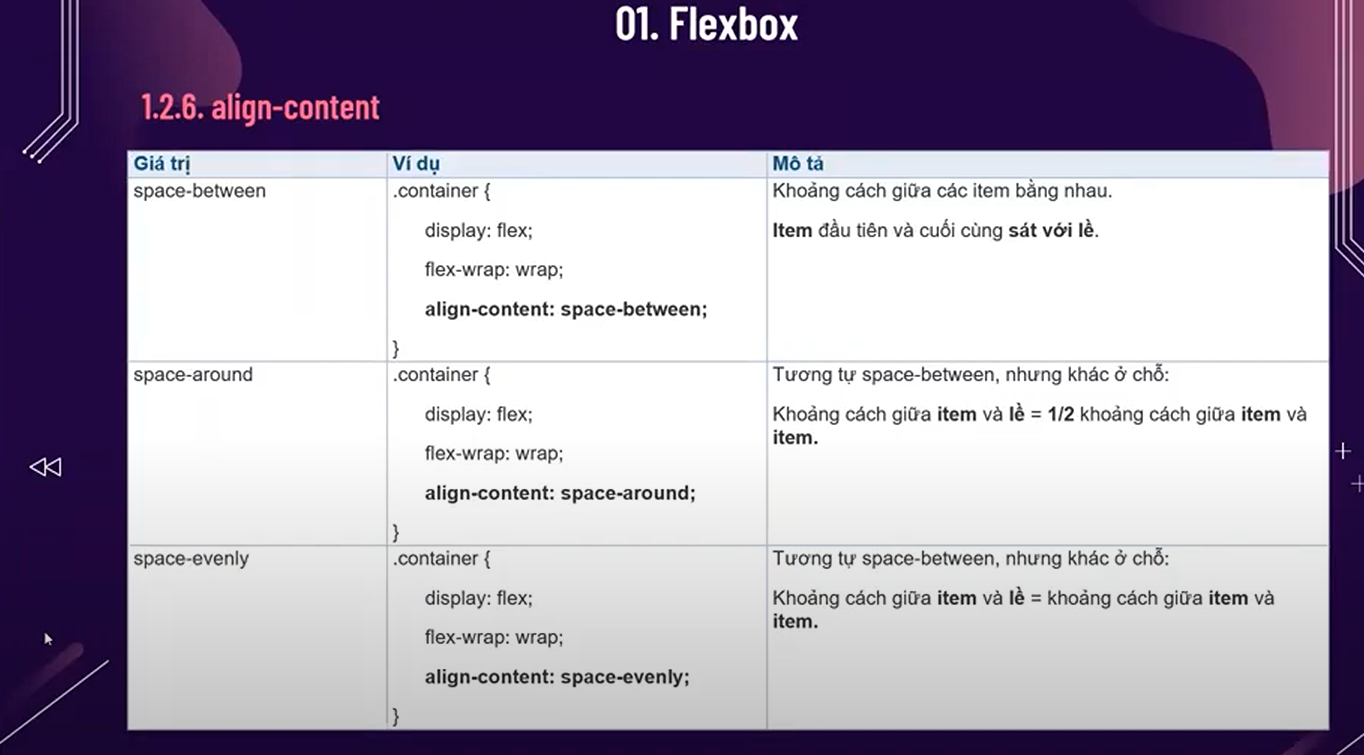 01. Flexbox
1.2.6. align-content
Giá trị
Ví dụ
Mô tả
space-between
.container {
display: flex;
flex-wrap: wrap;
align-content: space-between;
}
Khoảng cách giữa các item bằng nhau.
Item đầu tiên và cuối cùng sát với lề.
space-around
.container {
display: flex;
flex-wrap: wrap;
align-content: space-around;
}
Tương tự space-between, nhưng khác ở chỗ:
Khoảng cách giữa item và lề = 1/2 khoảng cách giữa item và
item.
space-evenly
.container {
display: flex;
flex-wrap: wrap;
align-content: space-evenly;
}
Tương tự space-between, nhưng khác ở chỗ:
Khoảng cách giữa item và lề = khoảng cách giữa item và
item.